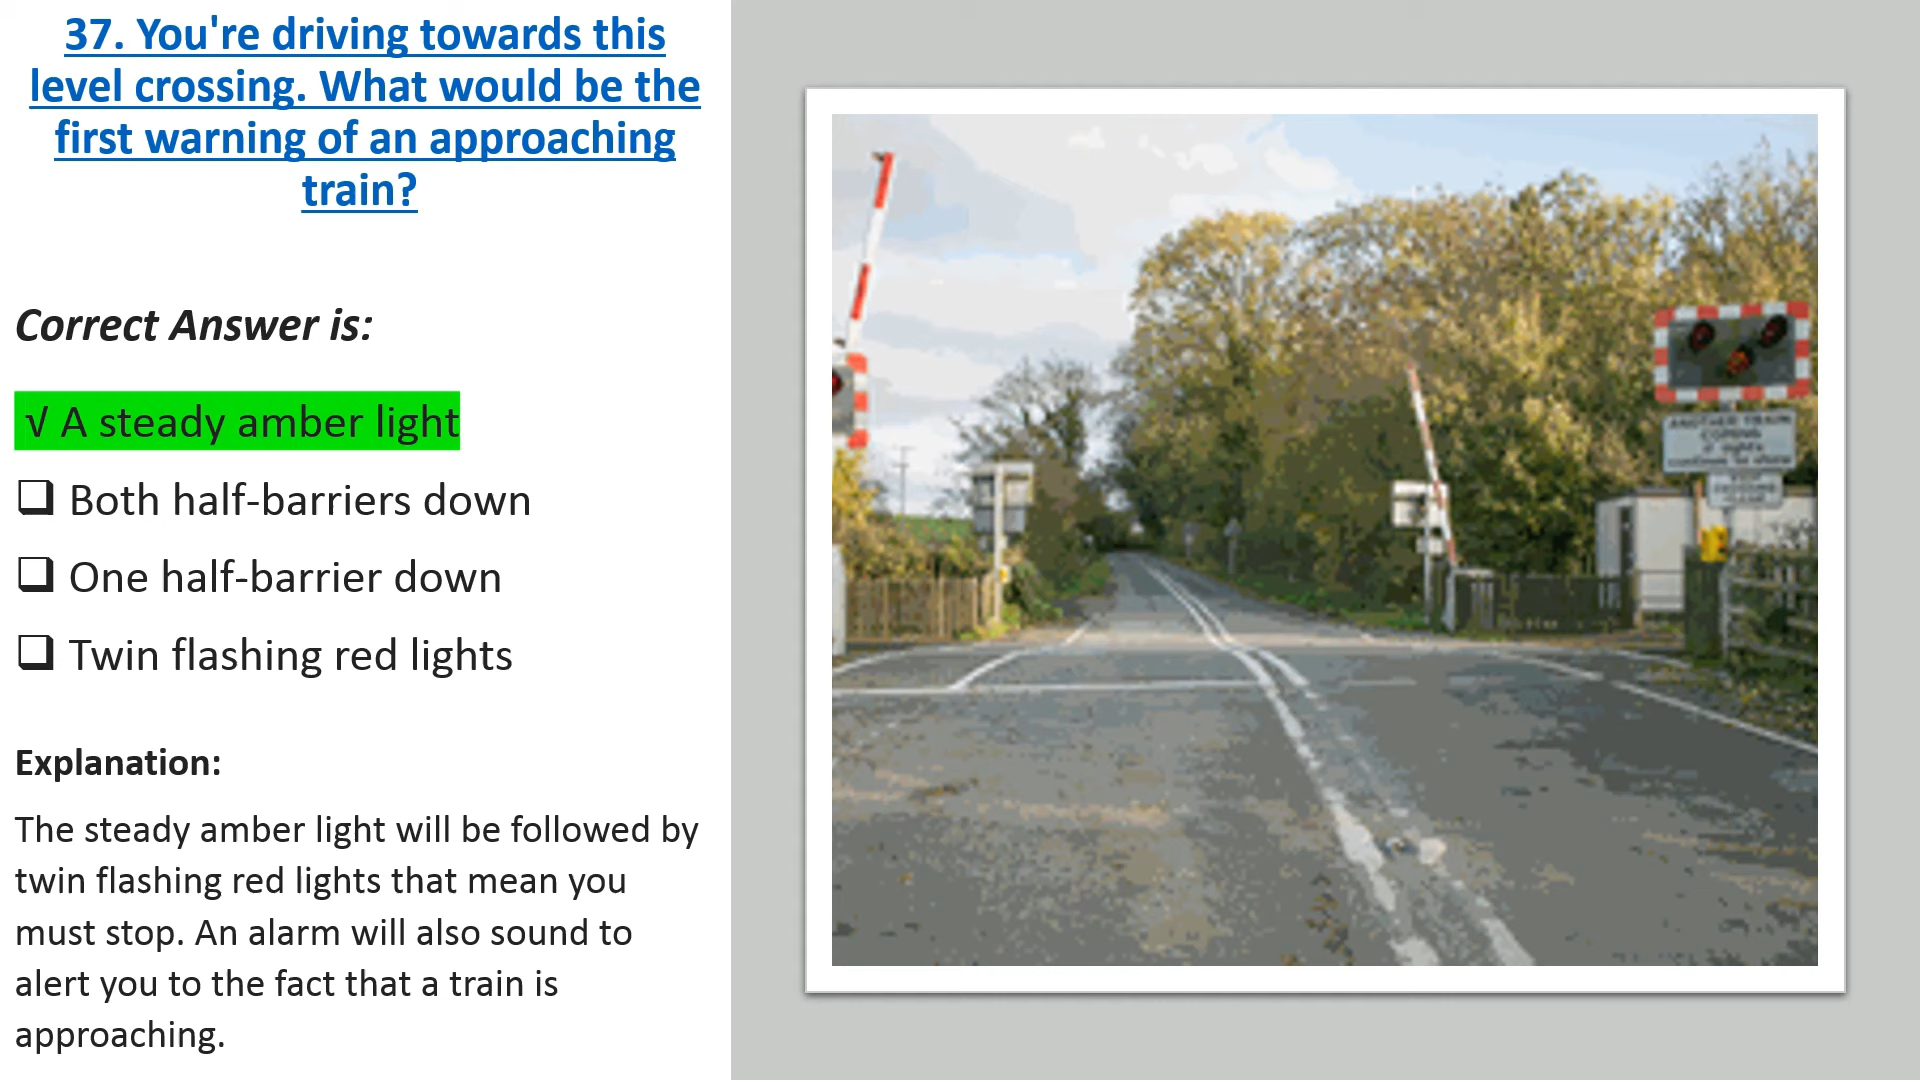 37. You're driving towards this
level crossing. What would be the
first warning of an approaching
train?
Correct Answer is:
√ A steady amber light
❑ Both half-barriers down
❑ One half-barrier down
❑ Twin flashing red lights
Explanation:
The steady amber light will be followed by
twin flashing red lights that mean you
must stop. An alarm will also sound to
alert you to the fact that a train is
approaching.
ANOTHER TRAIN
COMING
if lights